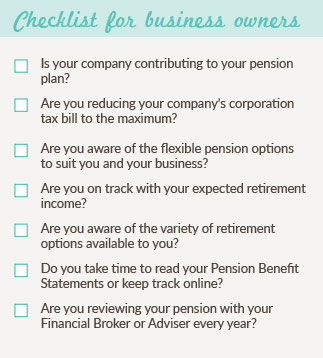 Checklist for business owners
Is your company contributing to your pension
plan?
Are you reducing your company's corporation
tax bill to the maximum?
Are you aware of the flexible pension options
to suit you and your business?
Are you on track with your expected retirement
income?
Are you aware of the variety of retirement
options available to you?
Do you take time to read your Pension Benefit
Statements or keep track online?
Are you reviewing your pension with your
Financial Broker or Adviser every year?